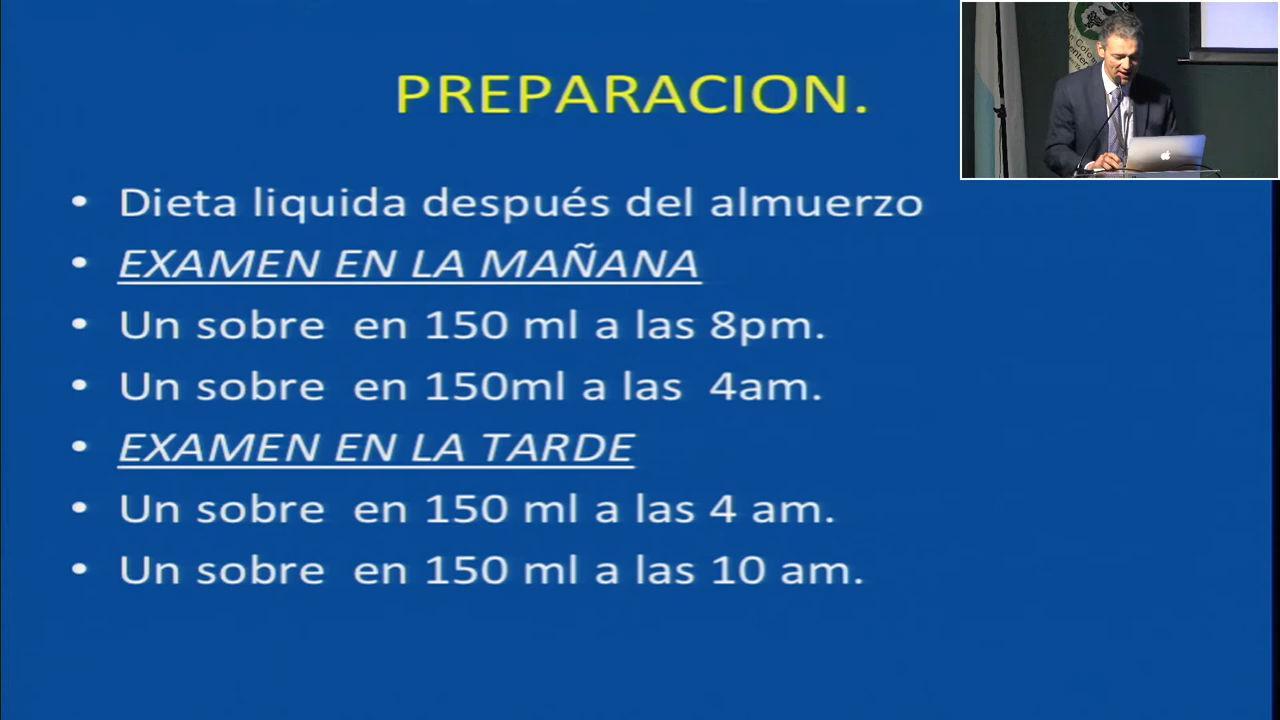 PREPARACION.
• Dieta liquida después del almuerzo
• EXAMEN EN LA MAÑANA
• Un sobre en 150 ml a las 8pm.
• Un sobre en 150ml a las 4am.
• EXAMEN EN LA TARDE
• Un sobre en 150 ml a las 4 am.
• Un sobre en 150 ml a las 10 am.